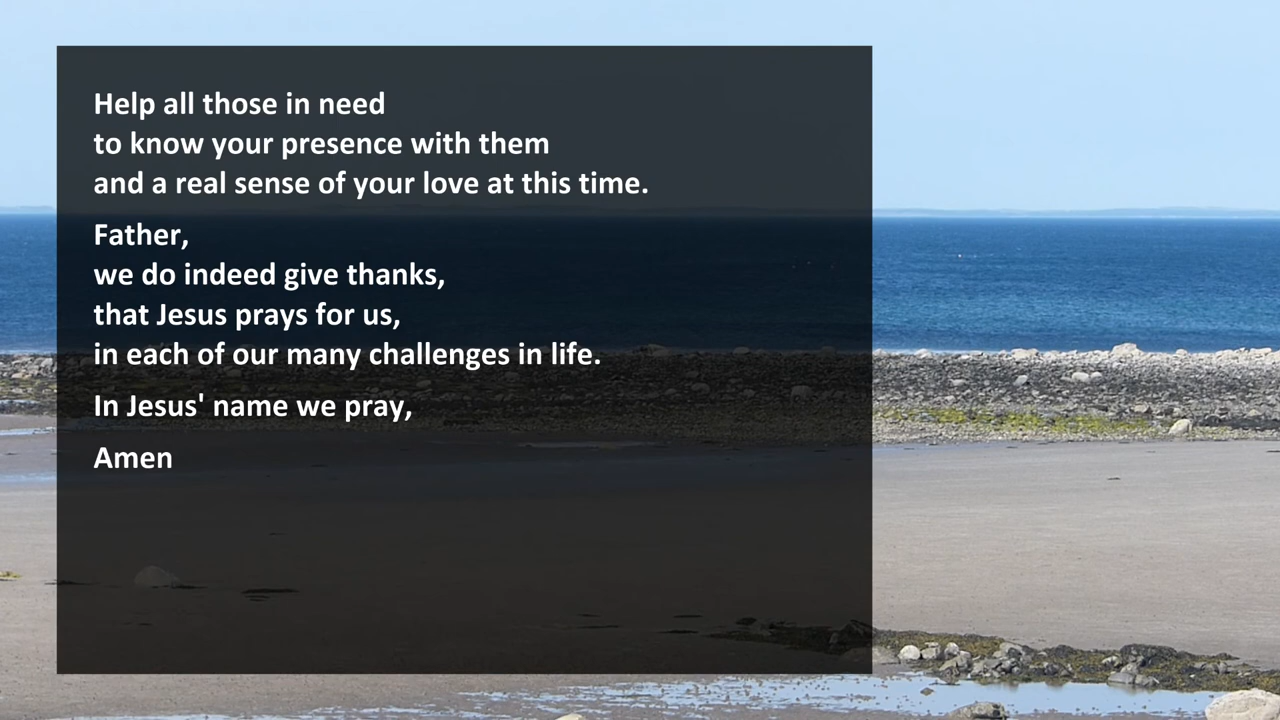 Help all those in need
to know your presence with them
and a real sense of your love at this time.
Father,
we do indeed give thanks,
that Jesus prays for us,
in each of our many challenges in life.
In Jesus' name we pray,
Amen